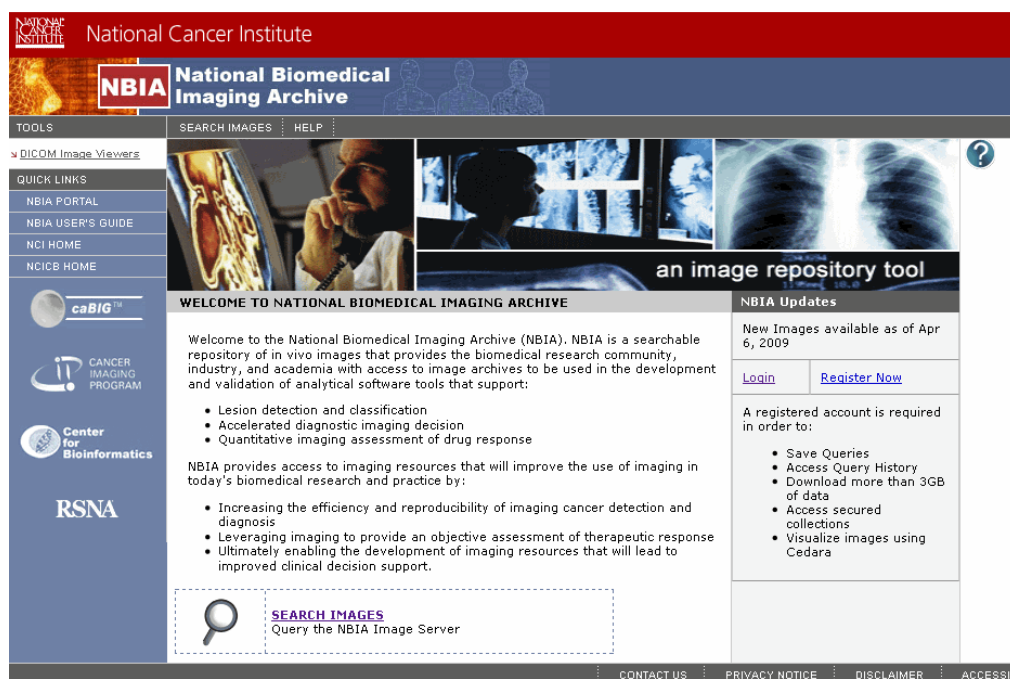 NATIONAL
CANCER
INSTITUTE
National Cancer Institute
NBIA
National Biomedical
Imaging Archive
TOOLS
SEARCH IMAGES
HELP
DICOM Image Viewers
?
QUICK LINKS
NBIA PORTAL
NBIA USER'S GUIDE
NCI HOME
NCICB HOME
caBIG™
CANCER
IMAGING
PROGRAM
Center
for
Bioinformatics
RSNA
an image repository tool
WELCOME TO NATIONAL BIOMEDICAL IMAGING ARCHIVE
Welcome to the National Biomedical Imaging Archive (NBIA). NBIA is a searchable
repository of in vivo images that provides the biomedical research community,
industry, and academia with access to image archives to be used in the development
and validation of analytical software tools that support:
• Lesion detection and classification
• Accelerated diagnostic imaging decision
• Quantitative imaging assessment of drug response
NBIA provides access to imaging resources that will improve the use of imaging in
today's biomedical research and practice by:
• Increasing the efficiency and reproducibility of imaging cancer detection and
diagnosis
• Leveraging imaging to provide an objective assessment of therapeutic response
• Ultimately enabling the development of imaging resources that will lead to
improved clinical decision support.
SEARCH IMAGES
Query the NBIA Image Server
NBIA Updates
New Images available as of Apr
6, 2009
Login
Register Now
A registered account is required
in order to:
• Save Queries
• Access Query History
• Download more than 3GB
of data
• Access secured
collections
• Visualize images using
Cedara
CONTACT US
PRIVACY NOTICE
DISCLAIMER
ACCESSI